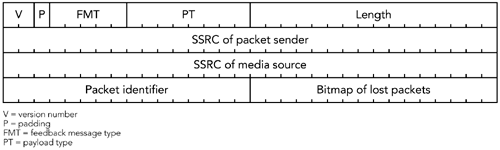 V P FMT PT Length
SSRC of packet sender
SSRC of media source
Packet identifier Bitmap of lost packets
V = version number
P = padding
FMT = feedback message type
PT = payload type